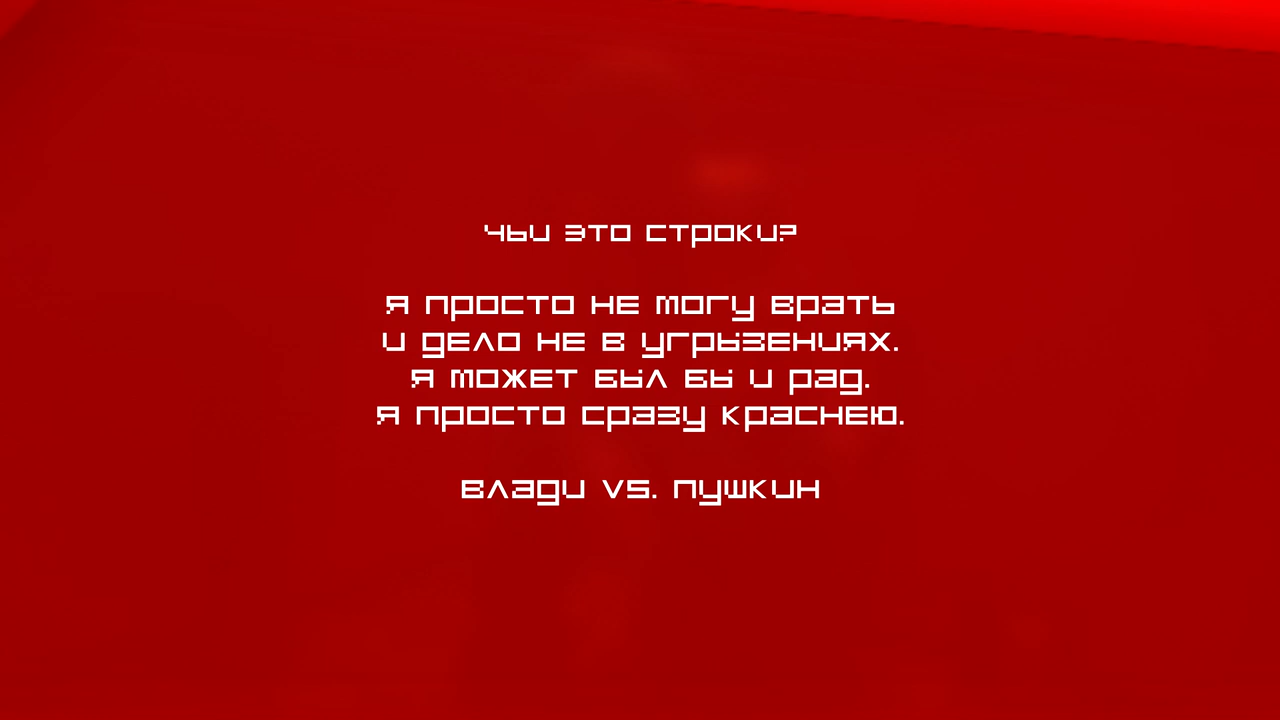 Чьи это строки?
Я просто не могу врать
и дело не в угрызениях.
Я может был бы и рад.
Я просто сразу краснею.
Влади vs. Пушкин